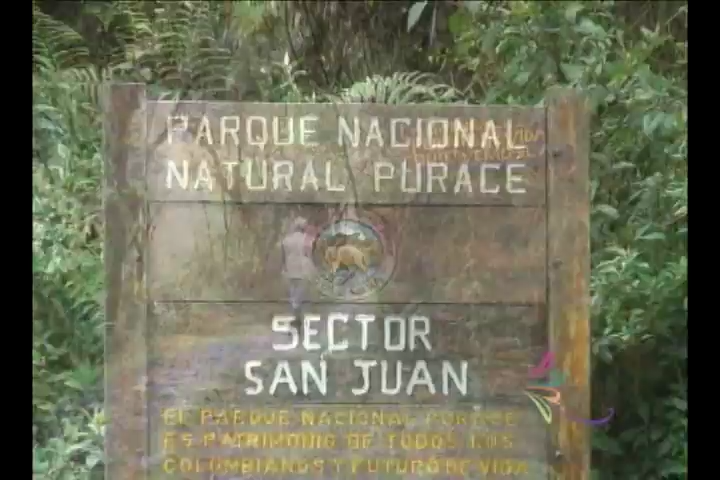 PARQUE NACIONAL
NATURAL PURACE
SECTOR
SAN JUAN
EL PARQUE NACIONAL PURACE
ES PATRIMONIO DE TODOS LOS
COLOMBIANOS Y FUTURO DE VIDA